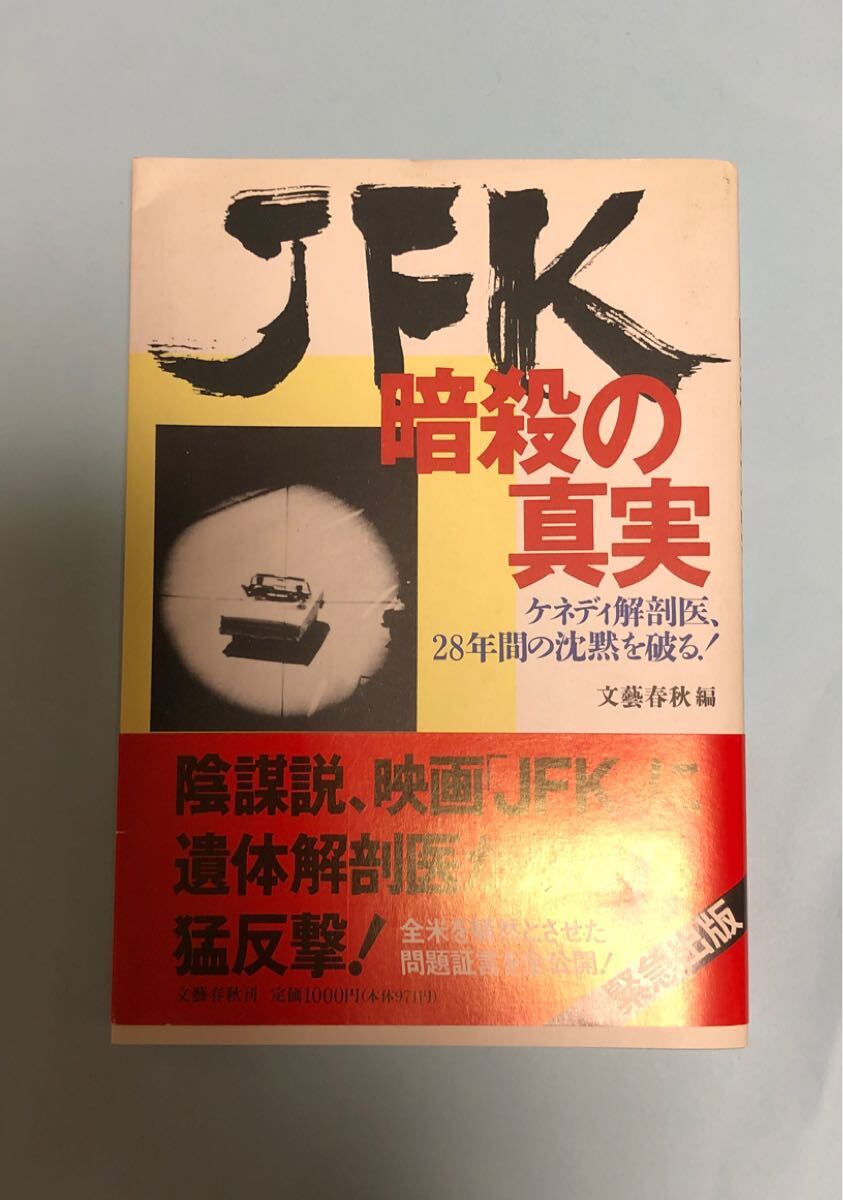 JFK
暗殺の
真実
ケネディ解剖医、
28年間の沈黙を破る!
文藝春秋編
陰謀説、映画「JFK」に
遺体解剖医が
猛反撃!
全米を騒然とさせた
問題証言を全公開!
文藝春秋刊 定価1000円(本体971円)
緊急出版